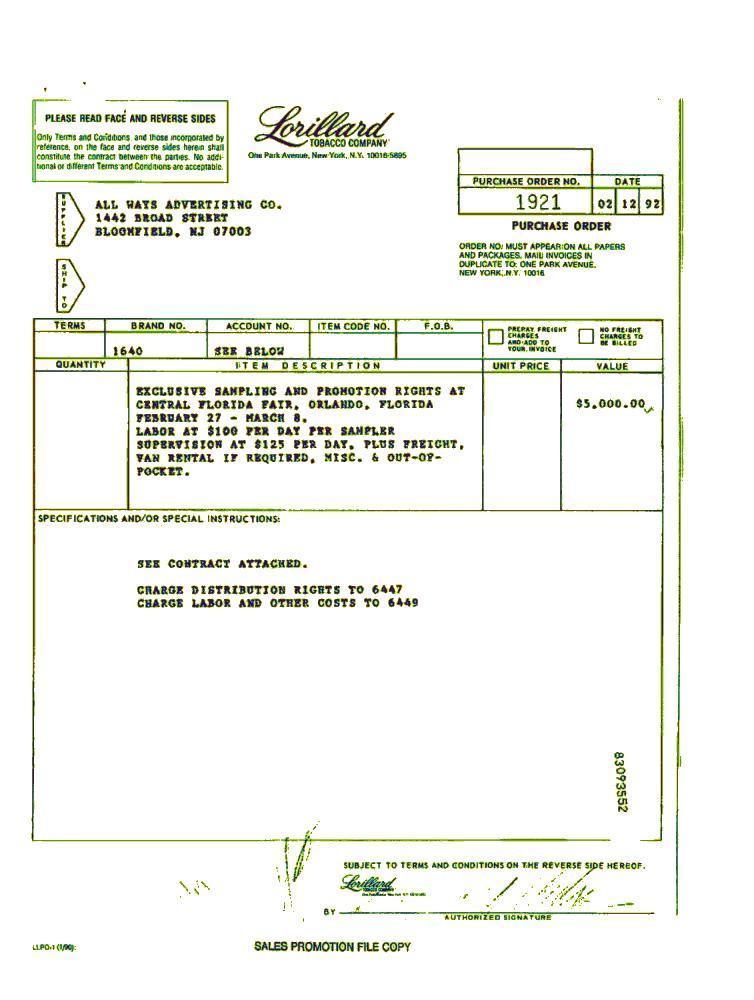 PLEASE READ FACE AND REVERSE SIDES
Only Terms and Conditions and those incorporated by
reference, on the face and reverse sides herein shall
constitute the contract between the parties. No addi-
tional or different Terms and Conditions are acceptable.
Lorillard
TOBACCO COMPANY
One Park Avenue, New York, N.Y. 10016-5895
PURCHASE ORDER NO. DATE
1921 02 12 92
SUPPLIER
ALL WAYS ADVERTISING CO.
1442 BROAD STREET
BLOOMFIELD, NJ 07003
PURCHASE ORDER
ORDER NO. MUST APPEAR ON ALL PAPERS
AND PACKAGES. MAIL INVOICES IN
DUPLICATE TO: ONE PARK AVENUE,
NEW YORK, N.Y. 10016
SHIP TO
TERMS BRAND NO. ACCOUNT NO. ITEM CODE NO. F.O.B.
PREPAY FREIGHT
CHARGES
AND ADD TO
YOUR INVOICE
NO FREIGHT
CHARGES TO
BE BILLED
1640 SEE BELOW
QUANTITY ITEM DESCRIPTION UNIT PRICE VALUE
EXCLUSIVE SAMPLING AND PROMOTION RIGHTS AT
CENTRAL FLORIDA FAIR, ORLANDO, FLORIDA $5,000.00
FEBRUARY 27 - MARCH 8.
LABOR AT $100 PER DAY PER SAMPLER
SUPERVISION AT $125 PER DAY, PLUS FREIGHT,
VAN RENTAL IF REQUIRED, MISC. & OUT-OF-
POCKET.
SPECIFICATIONS AND/OR SPECIAL INSTRUCTIONS:
SEE CONTRACT ATTACHED.
CHARGE DISTRIBUTION RIGHTS TO 6447
CHARGE LABOR AND OTHER COSTS TO 6449
83093552
SUBJECT TO TERMS AND CONDITIONS ON THE REVERSE SIDE HEREOF.
Lorillard
BY
AUTHORIZED SIGNATURE
LLPO-1 (1/90)
SALES PROMOTION FILE COPY